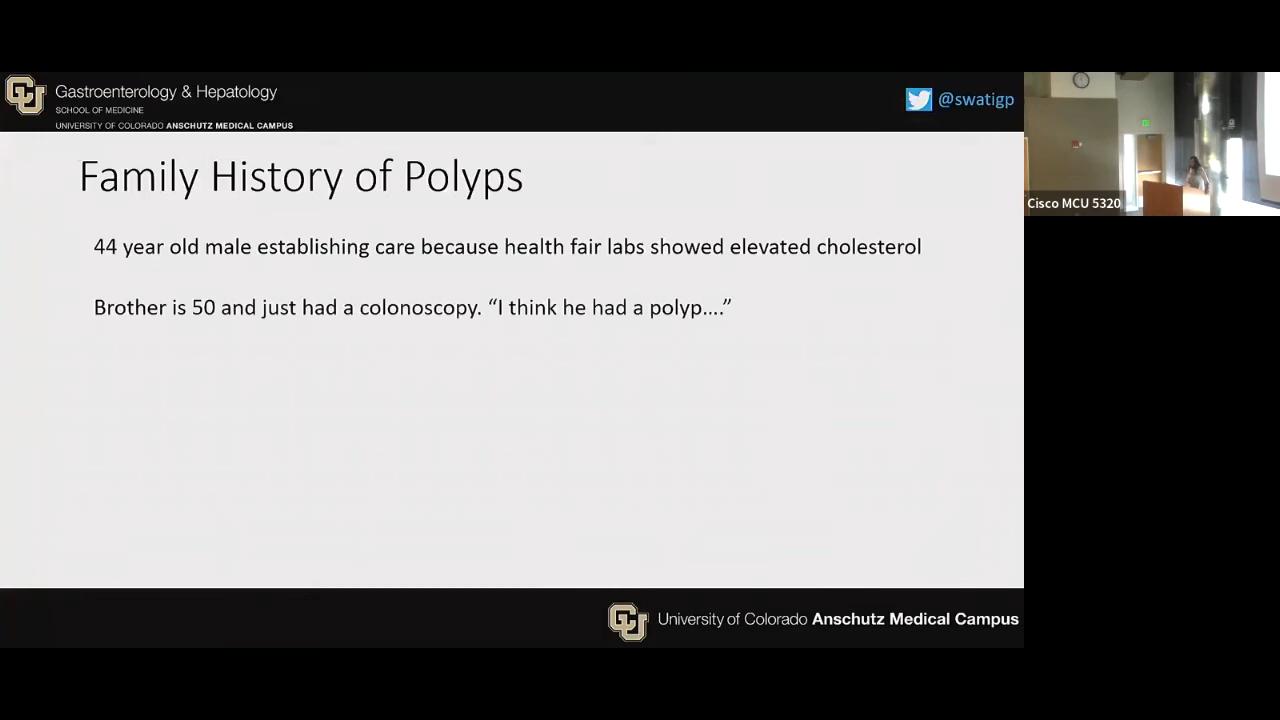 Gastroenterology & Hepatology
SCHOOL OF MEDICINE
UNIVERSITY OF COLORADO ANSCHUTZ MEDICAL CAMPUS
@swatigp
Cisco MCU 5320
Family History of Polyps
44 year old male establishing care because health fair labs showed elevated cholesterol
Brother is 50 and just had a colonoscopy. “I think he had a polyp....”
University of Colorado Anschutz Medical Campus